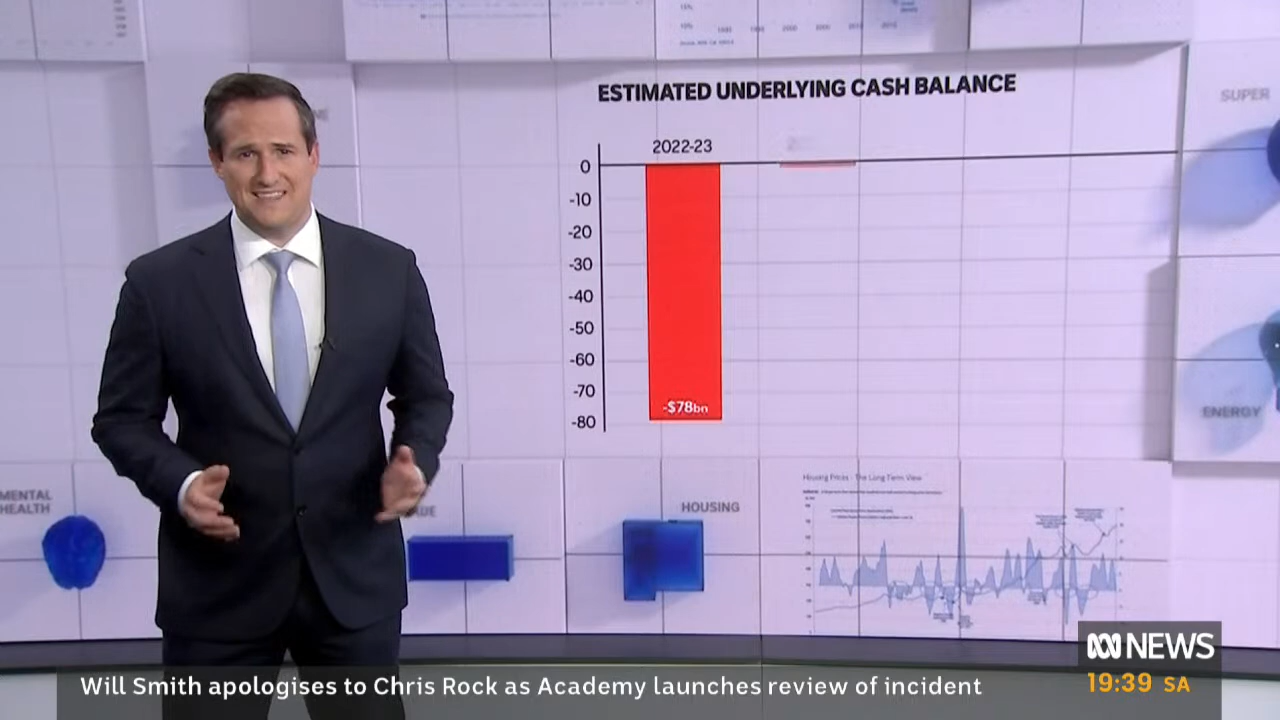 SUPER
ESTIMATED UNDERLYING CASH BALANCE
2022-23
0
-10
-20
-30
-40
-50
-60
-70
-80
-$78bn
ENERGY
MENTAL
HEALTH
HOUSING
Housing Prices - The Long Term View
NEWS
19:39 SA
Will Smith apologises to Chris Rock as Academy launches review of incident